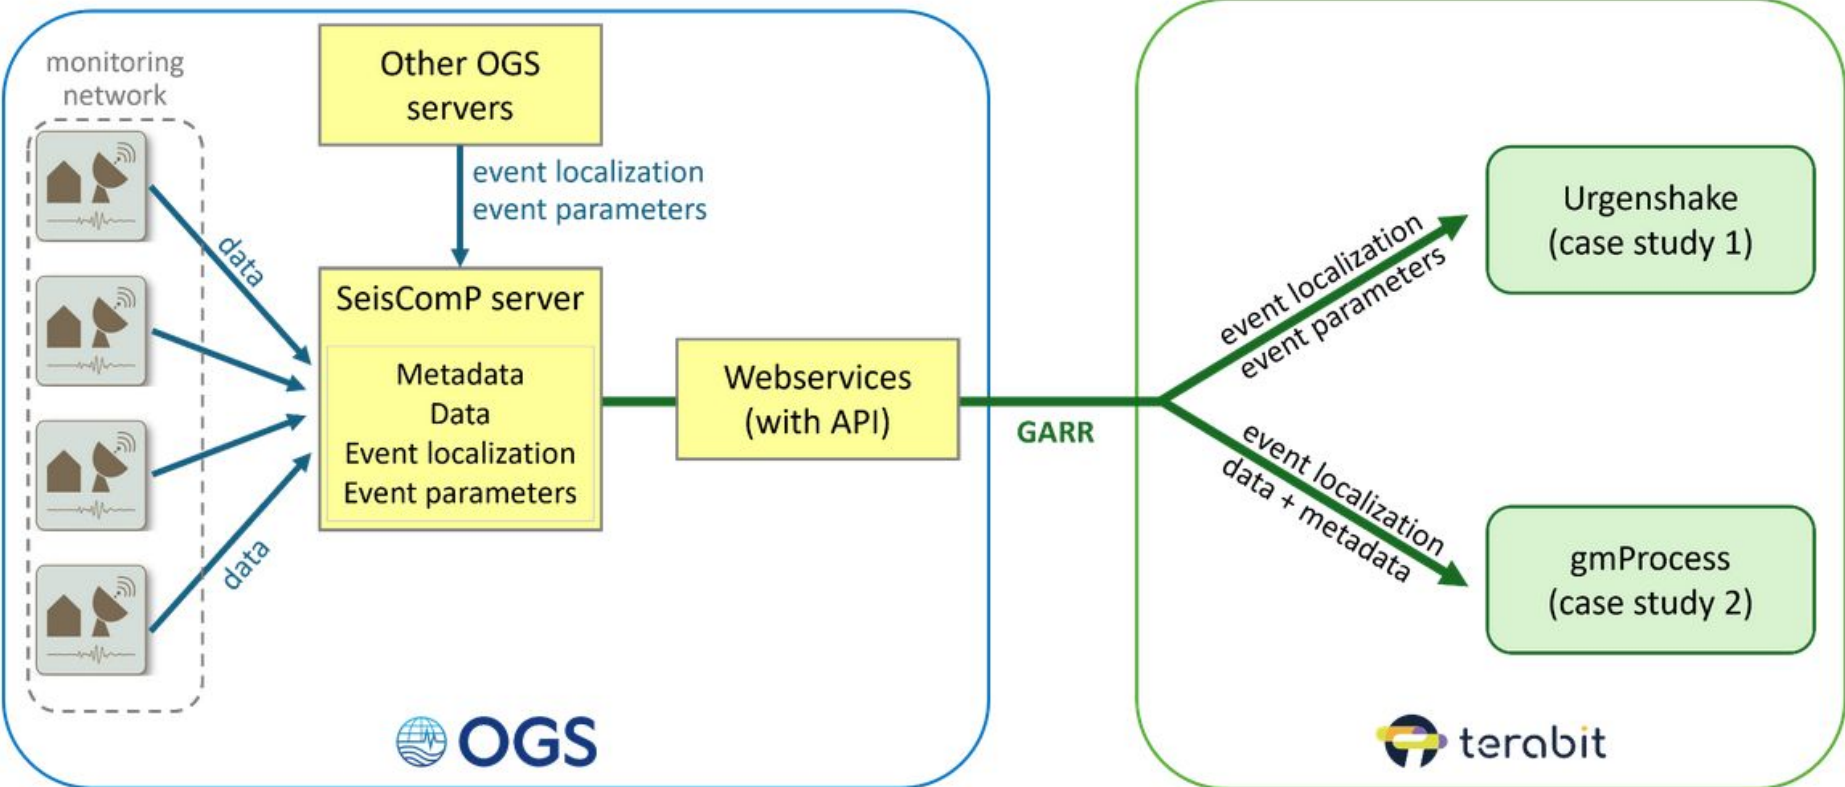 monitoring
network
data
data
Other OGS
servers
event localization
event parameters
SeisComP server
Metadata
Data
Event localization
Event parameters
Webservices
(with API)
OGS
GARR
event localization
event parameters
event localization
data + metadata
Urgenshake
(case study 1)
gmProcess
(case study 2)
terabit